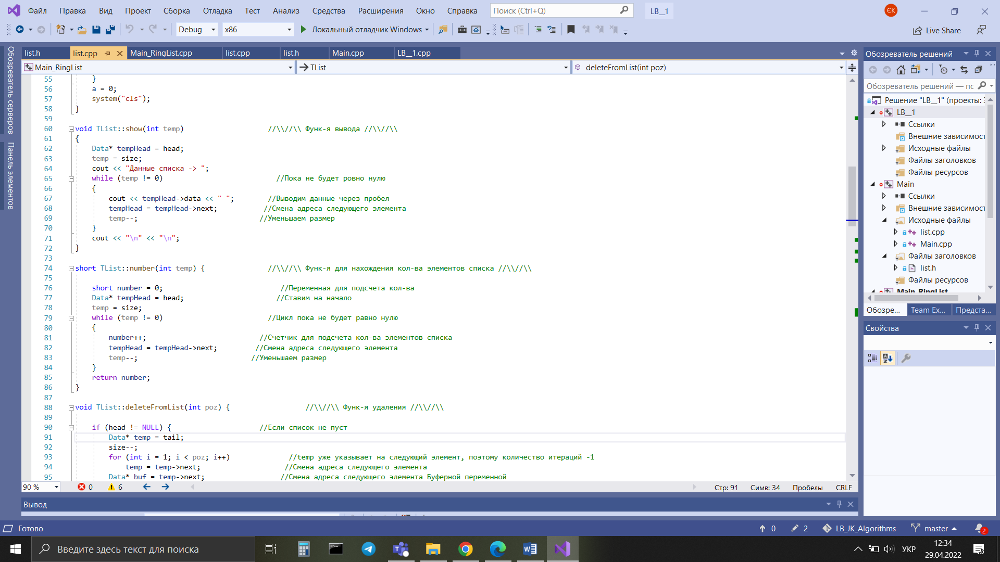 Файл Правка Вид Проект Сборка Отладка Тест Анализ Средства Расширения Окно Справка Поиск (Ctrl+Q) LB__1 ЄК
Debug x86 Локальный отладчик Windows Live Share
Обозреватель серверов
Панель элементов
list.h list.cpp Main_RingList.cpp list.cpp list.h Main.cpp LB__1.cpp
Main_RingList TList deleteFromList(int poz)
55 }
56 a = 0;
57 system("cls");
58 }
59
60 void TList::show(int temp) //\\//\\ Функ-я вывода //\\//\\
61 {
62 Data* tempHead = head;
63 temp = size;
64 cout << "Данные списка -> ";
65 while (temp != 0) //Пока не будет ровно нулю
66 {
67 cout << tempHead->data << " "; //Выводим данные через пробел
68 tempHead = tempHead->next; //Смена адреса следующего элемента
69 temp--; //Уменьшаем размер
70 }
71 cout << "\n" << "\n";
72 }
73
74 short TList::number(int temp) { //\\//\\ Функ-я для нахождения кол-ва элементов списка //\\//\\
75
76 short number = 0; //Переменная для подсчета кол-ва
77 Data* tempHead = head; //Ставим на начало
78 temp = size;
79 while (temp != 0) //Цикл пока не будет равно нулю
80 {
81 number++; //Счетчик для подсчета кол-ва элементов списка
82 tempHead = tempHead->next; //Смена адреса следующего элемента
83 temp--; //Уменьшаем размер
84 }
85 return number;
86 }
87
88 void TList::deleteFromList(int poz) { //\\//\\ Функ-я удаления //\\//\\
89
90 if (head != NULL) { //Если список не пуст
91 Data* temp = tail;
92 size--;
93 for (int i = 1; i < poz; i++) //temp уже указывает на следующий элемент, поэтому количество итераций -1
94 temp = temp->next; //Смена адреса следующего элемента
95 Data* buf = temp->next; //Смена адреса следующего элемента Буферной переменной
90 % 0 6 Стр: 91 Симв: 34 Пробелы CRLF
Вывод
Обозреватель решений
Обозреватель решений — пс
Решение "LB__1" (проекты: 3
LB__1
Ссылки
Внешние зависимост
Исходные файлы
Файлы заголовков
Файлы ресурсов
Main
Ссылки
Внешние зависимост
Исходные файлы
list.cpp
Main.cpp
Файлы заголовков
list.h
Файлы ресурсов
Main_RingList
Обозре... Team Ex... Предста...
Свойства
Готово 0 2 LB_JK_Algorithms master 2
Введите здесь текст для поиска УКР 12:34
29.04.2022